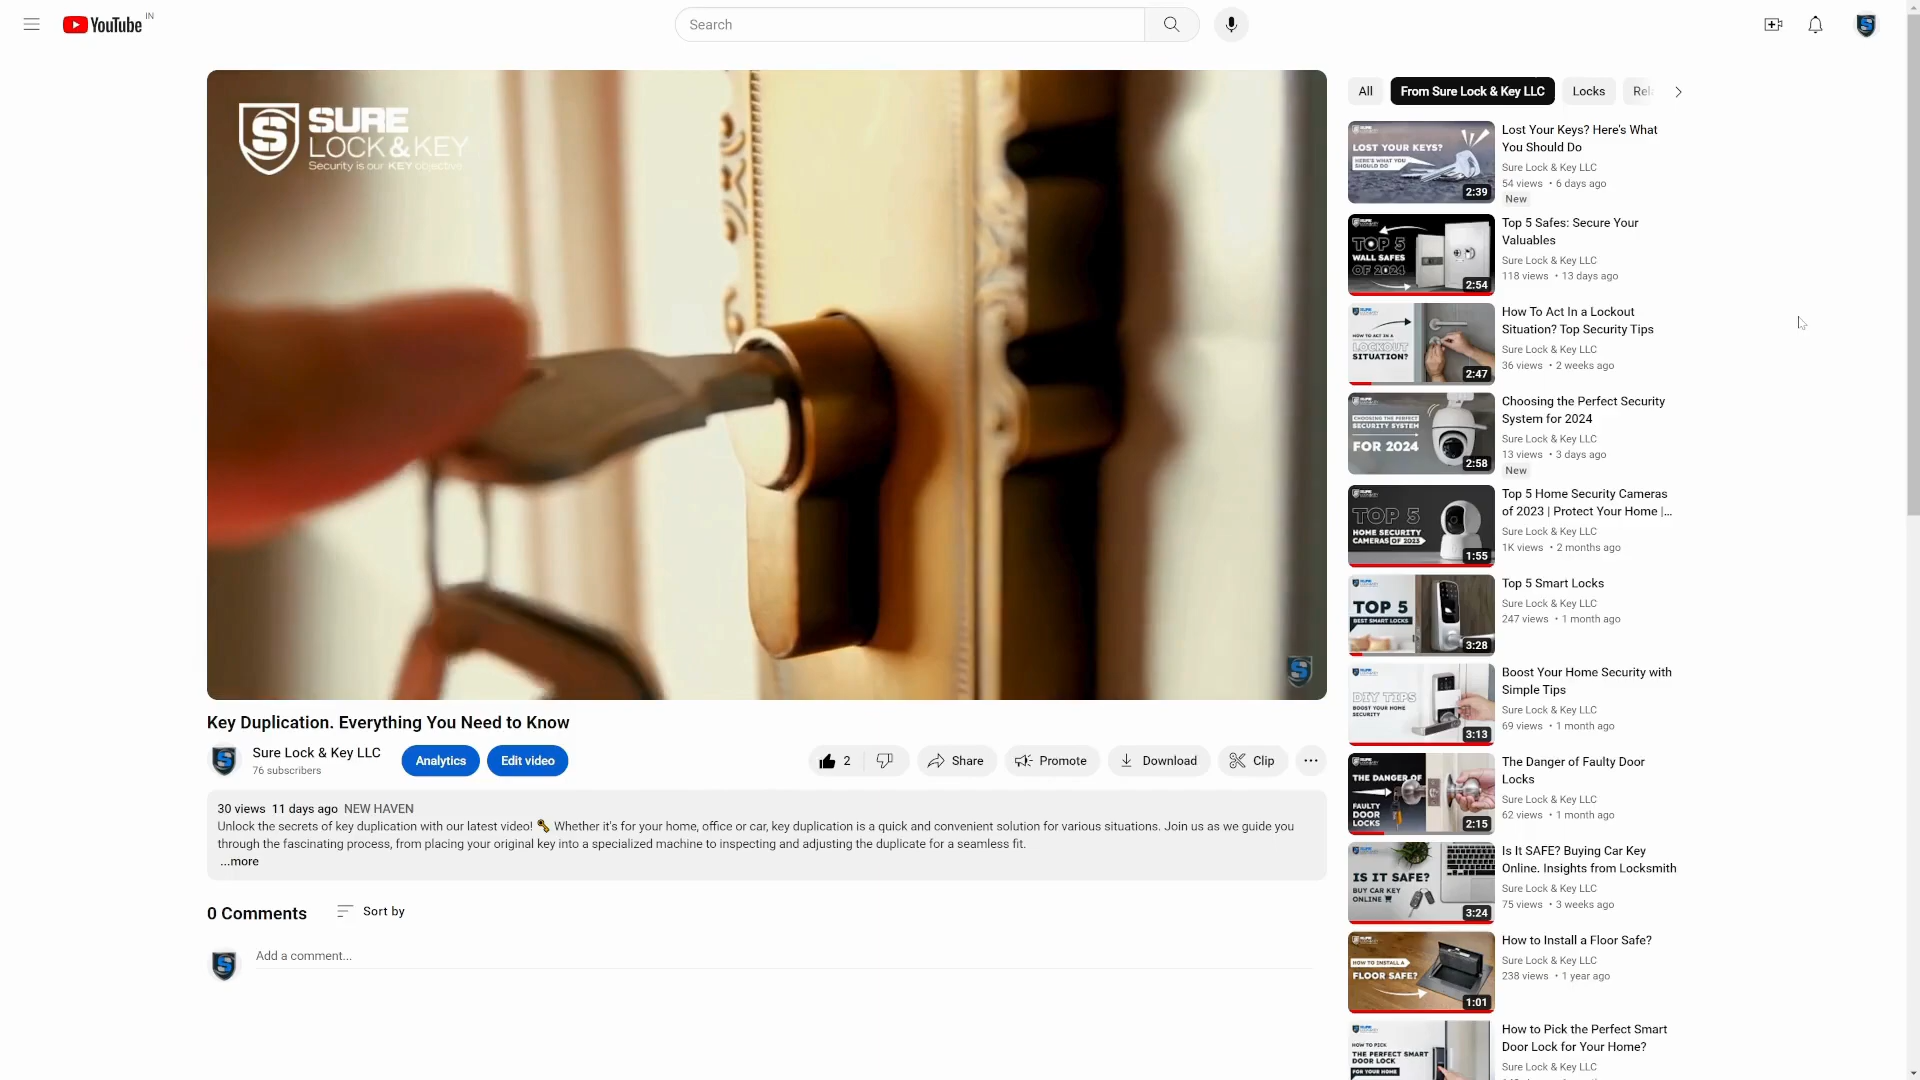 YouTube IN
Search
SURE
LOCK & KEY
Security is our KEY objective
Key Duplication. Everything You Need to Know
Sure Lock & Key LLC
76 subscribers
Analytics
Edit video
2
Share
Promote
Download
Clip
30 views 11 days ago NEW HAVEN
Unlock the secrets of key duplication with our latest video! 🗝️ Whether it's for your home, office or car, key duplication is a quick and convenient solution for various situations. Join us as we guide you
through the fascinating process, from placing your original key into a specialized machine to inspecting and adjusting the duplicate for a seamless fit.
...more
0 Comments
Sort by
Add a comment...
All
From Sure Lock & Key LLC
Locks
LOST YOUR KEYS?
HERE'S WHAT YOU
SHOULD DO
2:39
Lost Your Keys? Here's What
You Should Do
Sure Lock & Key LLC
54 views • 6 days ago
New
TOP 5
WALL SAFES
OF 2024
2:54
Top 5 Safes: Secure Your
Valuables
Sure Lock & Key LLC
118 views • 13 days ago
HOW TO ACT IN A
LOCKOUT
SITUATION?
2:47
How To Act In a Lockout
Situation? Top Security Tips
Sure Lock & Key LLC
36 views • 2 weeks ago
CHOOSING THE PERFECT
SECURITY SYSTEM
FOR 2024
2:58
Choosing the Perfect Security
System for 2024
Sure Lock & Key LLC
13 views • 3 days ago
New
TOP 5
HOME SECURITY
CAMERAS OF 2023
1:55
Top 5 Home Security Cameras
of 2023 | Protect Your Home |...
Sure Lock & Key LLC
1K views • 2 months ago
TOP 5
BEST SMART LOCKS
3:28
Top 5 Smart Locks
Sure Lock & Key LLC
247 views • 1 month ago
DIY TIPS
BOOST YOUR HOME
SECURITY
3:13
Boost Your Home Security with
Simple Tips
Sure Lock & Key LLC
69 views • 1 month ago
THE DANGER OF
FAULTY
DOOR
LOCKS
2:15
The Danger of Faulty Door
Locks
Sure Lock & Key LLC
62 views • 1 month ago
IS IT SAFE?
BUY CAR KEY
ONLINE
3:24
Is It SAFE? Buying Car Key
Online. Insights from Locksmith
Sure Lock & Key LLC
75 views • 3 weeks ago
HOW TO INSTALL A
FLOOR SAFE?
1:01
How to Install a Floor Safe?
Sure Lock & Key LLC
238 views • 1 year ago
HOW TO PICK
THE PERFECT SMART
DOOR LOCK
FOR YOUR HOME
How to Pick the Perfect Smart
Door Lock for Your Home?
Sure Lock & Key LLC